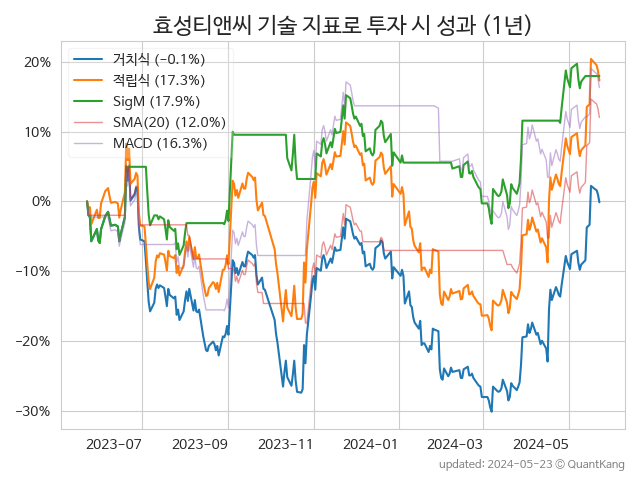 효성티앤씨 기술 지표로 투자 시 성과 (1년)
거치식 (−0.1%)
적립식 (17.3%)
SigM (17.9%)
SMA(20) (12.0%)
MACD (16.3%)
20%
10%
0%
−10%
−20%
−30%
2023−07
2023−09
2023−11
2024−01
2024−03
2024−05
updated: 2024−05−23 © QuantKang